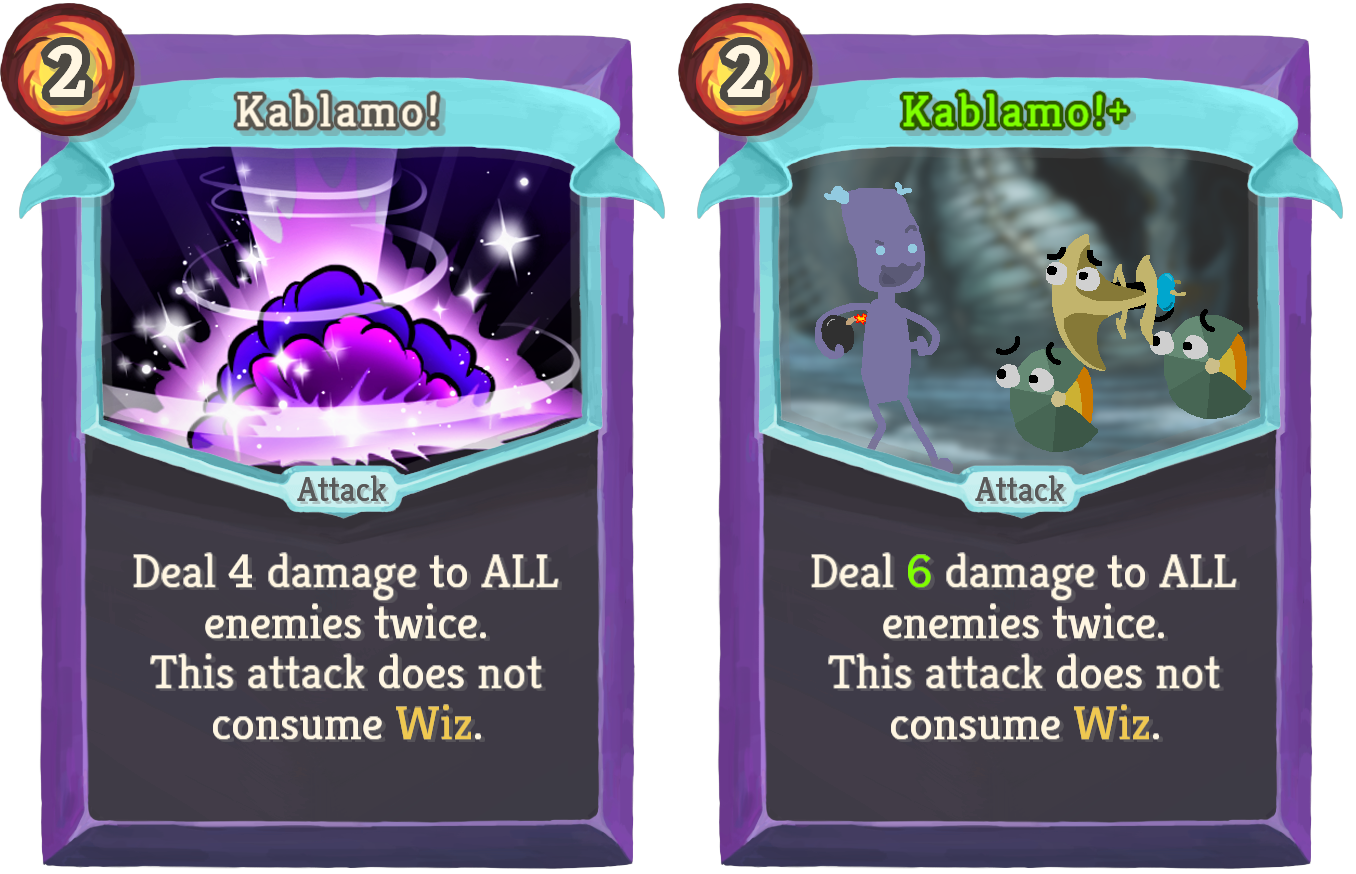 2
Kablamo!
Attack
Deal 4 damage to ALL
enemies twice.
This attack does not
consume Wiz.
2
Kablamo!+
Attack
Deal 6 damage to ALL
enemies twice.
This attack does not
consume Wiz.